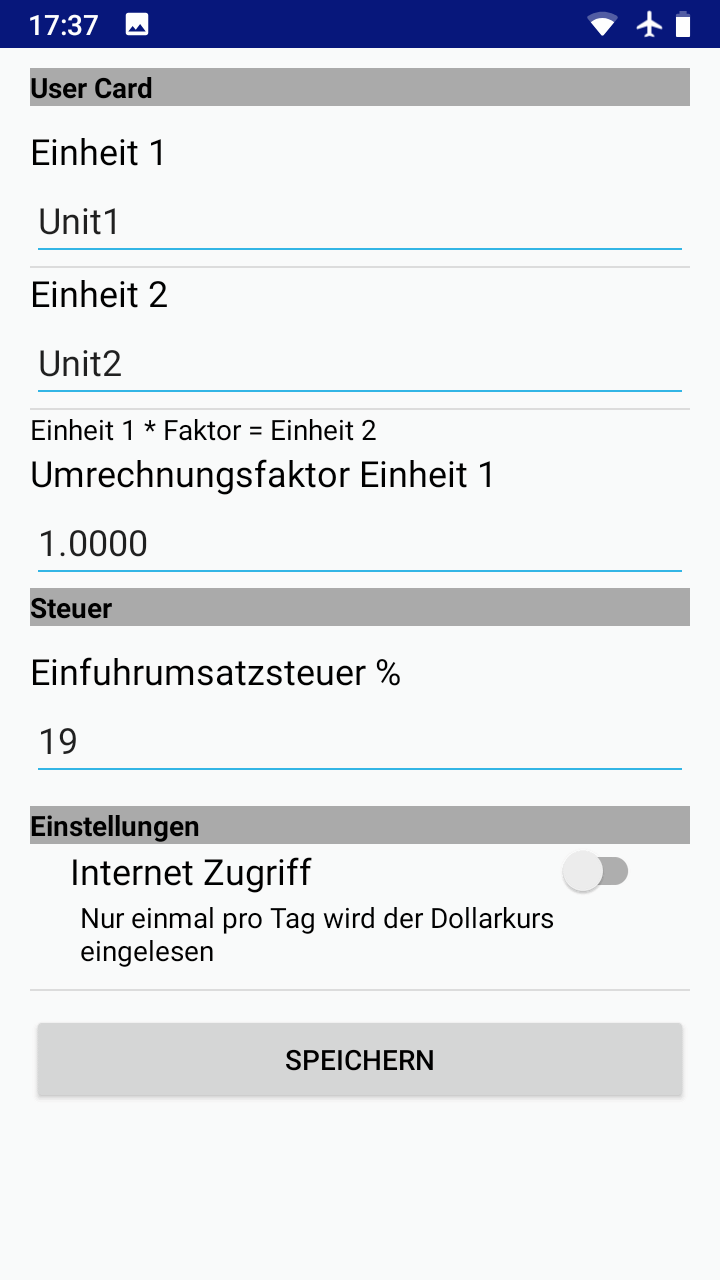 17:37
User Card
Einheit 1
Unit1
Einheit 2
Unit2
Einheit 1 * Faktor = Einheit 2
Umrechnungsfaktor Einheit 1
1.0000
Steuer
Einfuhrumsatzsteuer %
19
Einstellungen
Internet Zugriff
Nur einmal pro Tag wird der Dollarkurs
eingelesen
SPEICHERN